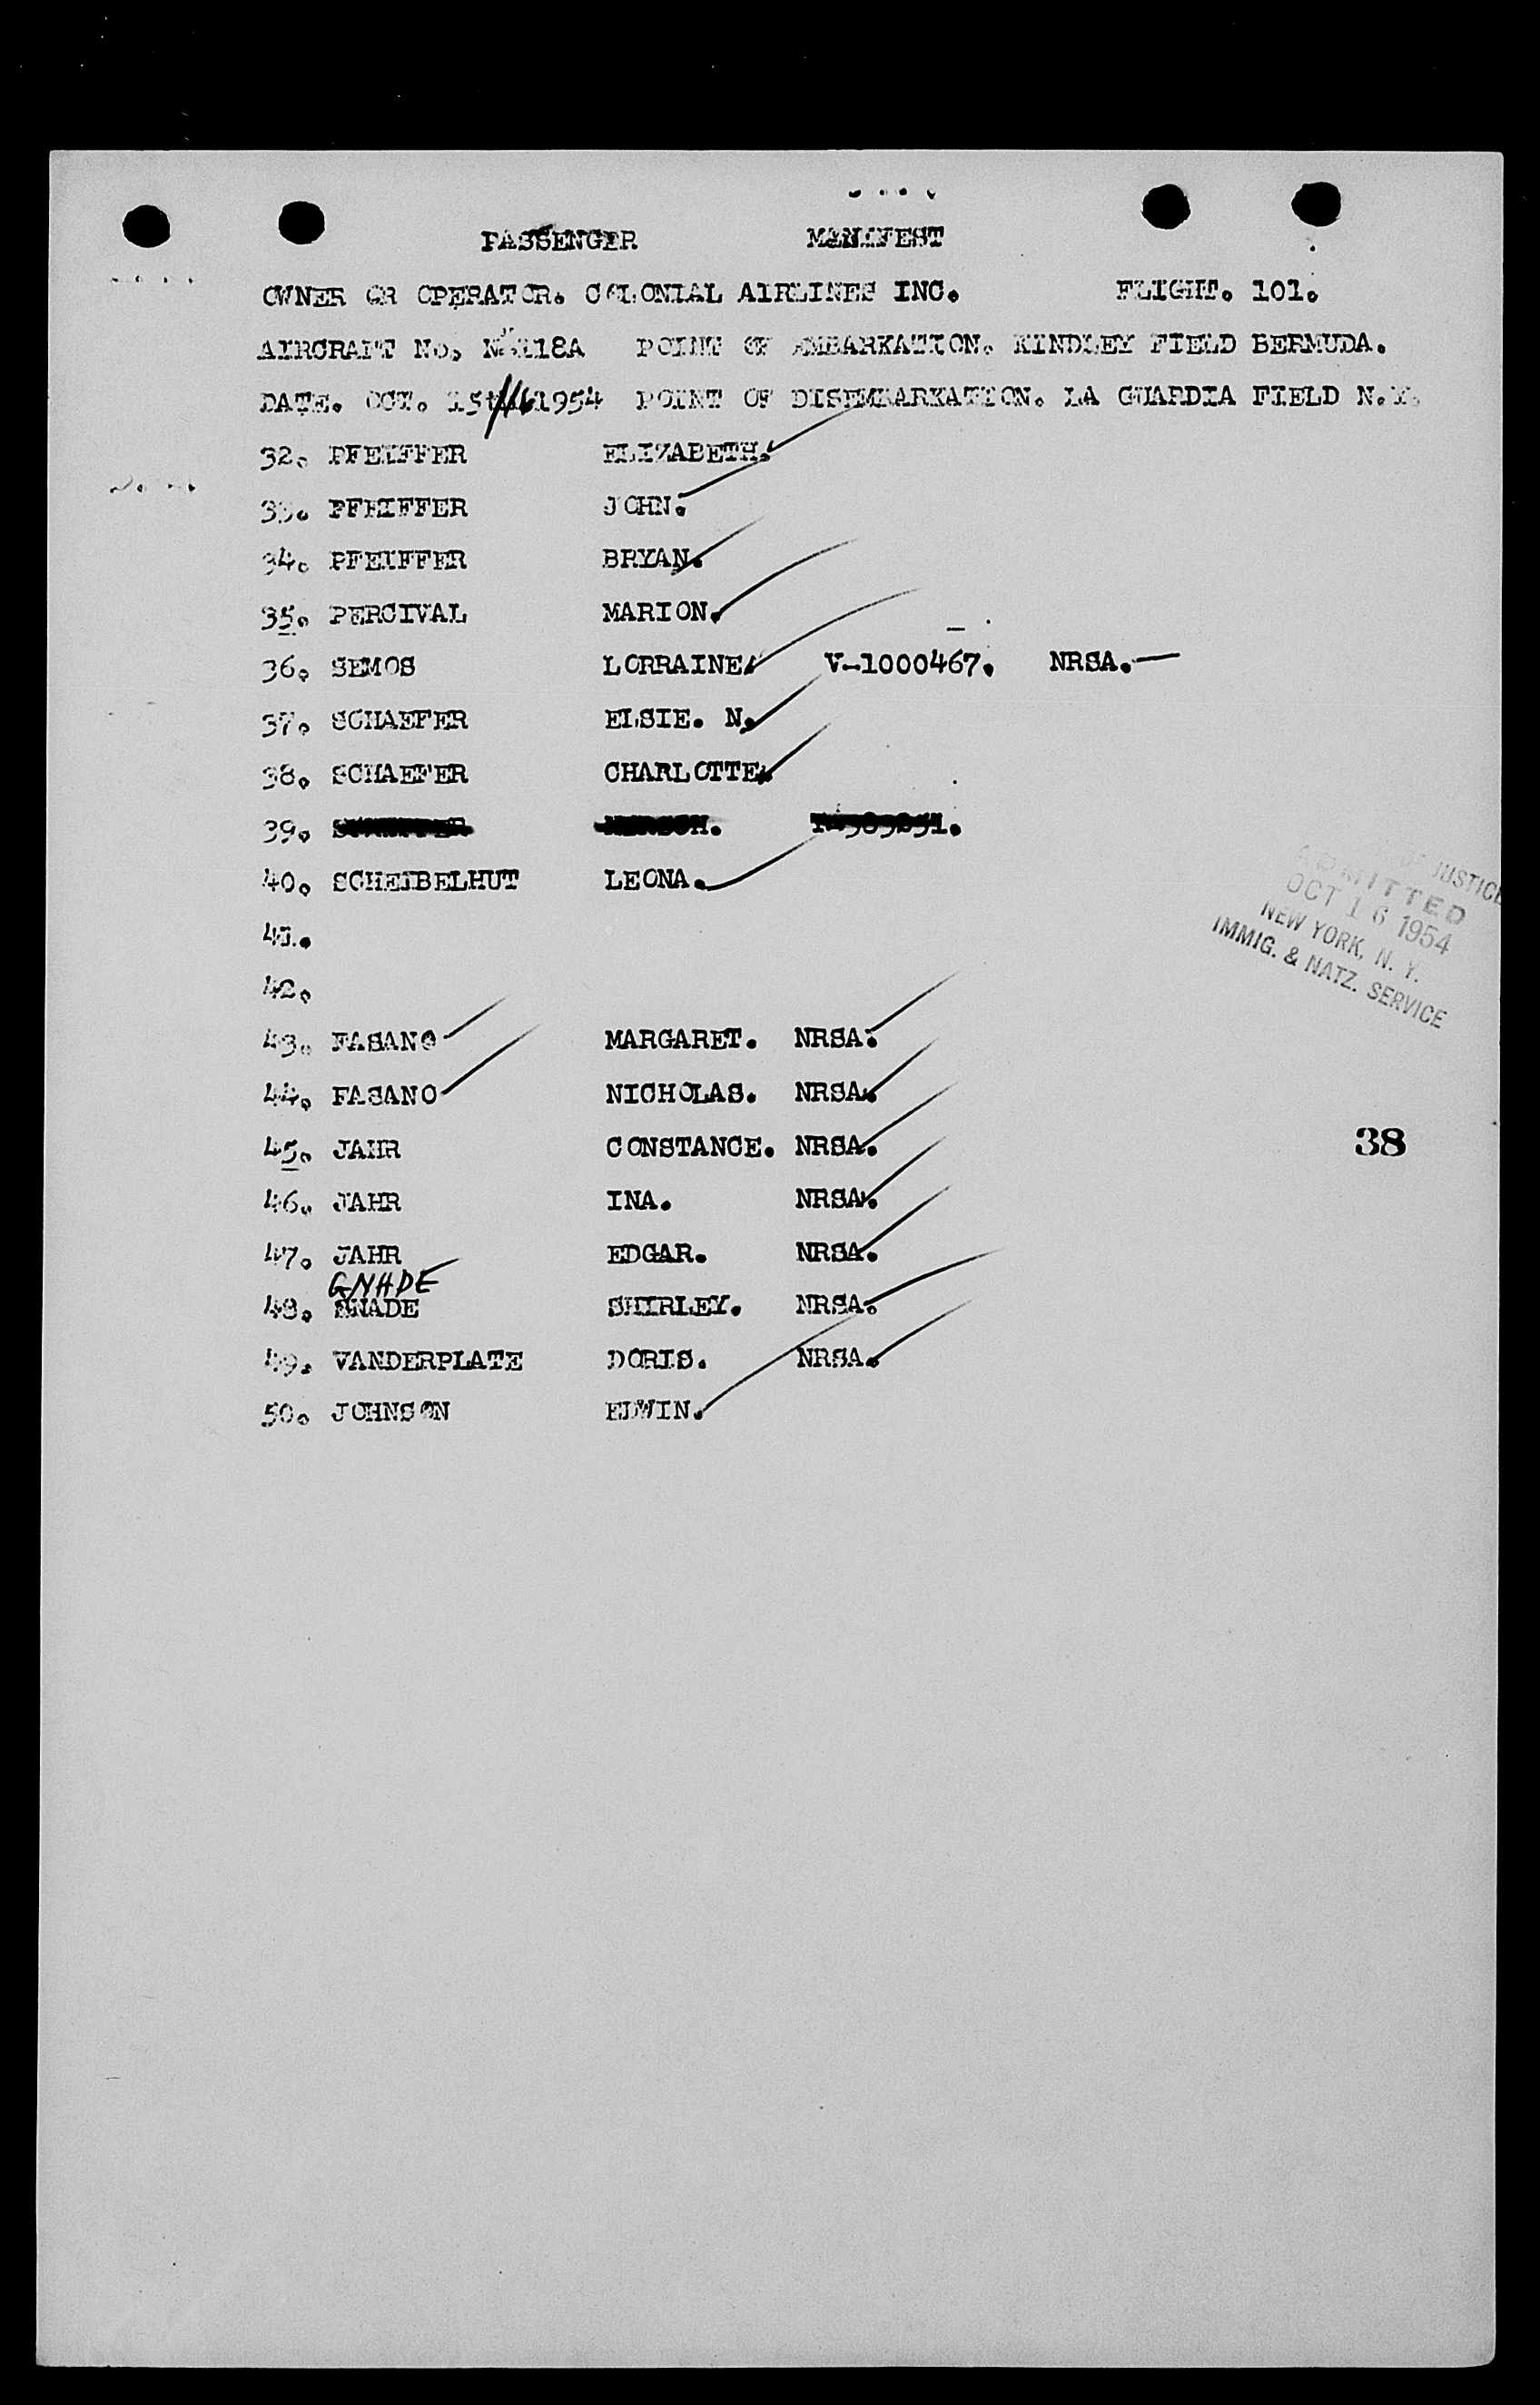 PASSENGER MANIFEST
OWNER OR OPERATOR. COLONIAL AIRLINES INC. FLIGHT. 101.
AIRCRAFT No. POINT OF EMBARKATION. KINDLEY FIELD BERMUDA.
DATE. OCT. 15th/16 1954 POINT OF DISEMBARKATION. LA GUARDIA FIELD N.Y.
32. PFEIFFER ELIZABETH.
33. PFEIFFER JOHN.
34. PFEIFFER BRYAN.
35. PERCIVAL MARION.
36. SEMOS LORRAINE. V-1000467. NRSA.
37. SCHAEFER ELSIE. N.
38. SCHAEFER CHARLOTTE.
39.
40. SCHEIBELHUT LEONA.
41.
42.
43. FASANO MARGARET. NRSA.
44. FASANO NICHOLAS. NRSA.
45. JAHR CONSTANCE. NRSA.
46. JAHR INA. NRSA.
47. JAHR EDGAR. NRSA.
GNADE
48. SNADE SHIRLEY. NRSA.
49. VANDERPLATE DORIS. NRSA.
50. JOHNSON EDWIN.
JUSTICE
ADMITTED
OCT 16 1954
NEW YORK, N. Y.
IMMIG. & NATZ. SERVICE
38